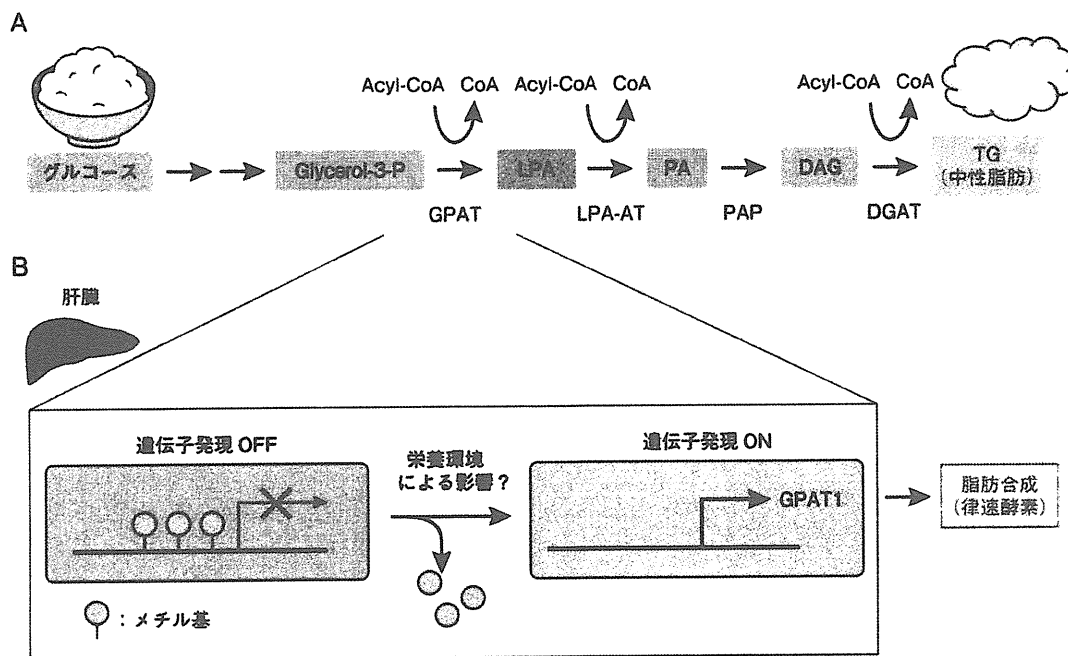 A
Acyl-CoA CoA Acyl-CoA CoA Acyl-CoA CoA
グルコース Glycerol-3-P LPA PA DAG TG
(中性脂肪)
GPAT LPA-AT PAP DGAT
B
肝臓
遺伝子発現 OFF
栄養環境
による影響?
遺伝子発現 ON
GPAT1
脂肪合成
(律速酵素)
:メチル基